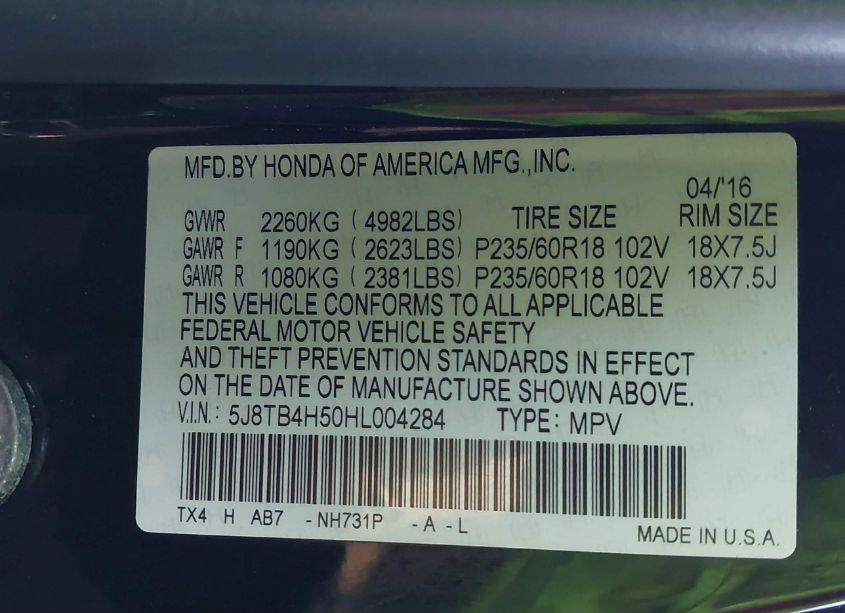 MFD.BY HONDA OF AMERICA MFG.,INC.
04/'16
GVWR 2260KG ( 4982LBS) TIRE SIZE RIM SIZE
GAWR F 1190KG ( 2623LBS) P235/60R18 102V 18X7.5J
GAWR R 1080KG ( 2381LBS) P235/60R18 102V 18X7.5J
THIS VEHICLE CONFORMS TO ALL APPLICABLE
FEDERAL MOTOR VEHICLE SAFETY
AND THEFT PREVENTION STANDARDS IN EFFECT
ON THE DATE OF MANUFACTURE SHOWN ABOVE.
V.I.N.: 5J8TB4H50HL004284 TYPE: MPV
TX4 H AB7 -NH731P -A -L
MADE IN U.S.A.